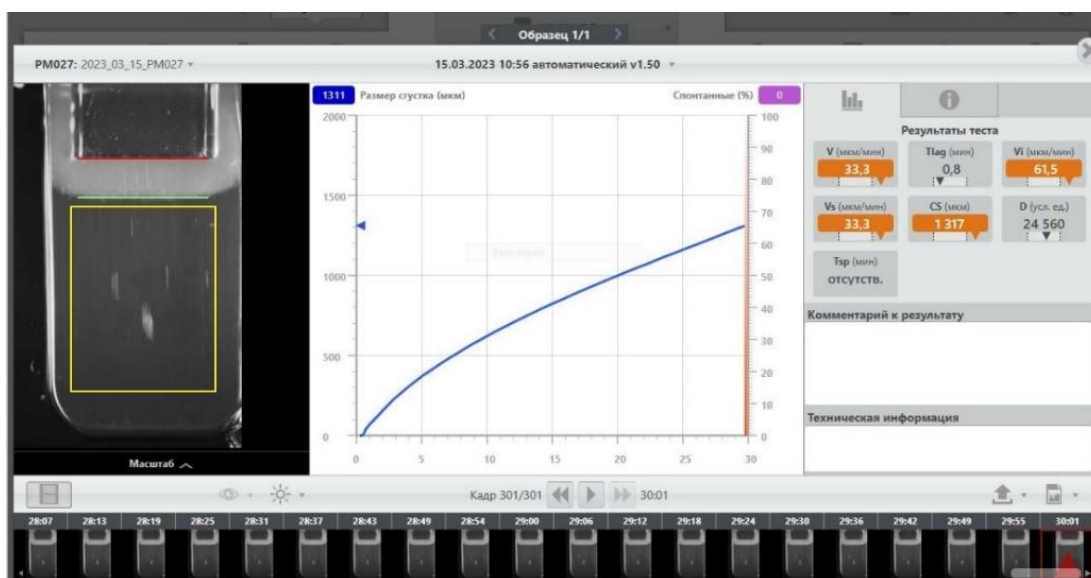 Образец 1/1
PM027: 2023_03_15_PM027
15.03.2023 10:56 автоматический v1.50
1311 Размер сгустка (мкм)
Спонтанные (%) 0
2000
1500
1000
500
0
100
90
80
70
60
50
40
30
20
10
0
0 5 10 15 20 25 30
Результаты теста
V (мкм/мин) Tlag (мин) Vi (мкм/мин)
33,3 0,8 61,5
Vs (мкм/мин) CS (мкм) D (усл. ед.)
33,3 1 317 24 560
Tsp (мин)
отсутств.
Комментарий к результату
Техническая информация
Масштаб
Кадр 301/301 30:01
28:07 28:13 28:19 28:25 28:31 28:37 28:43 28:49 28:54 29:00 29:06 29:12 29:18 29:24 29:30 29:36 29:42 29:49 29:55 30:01